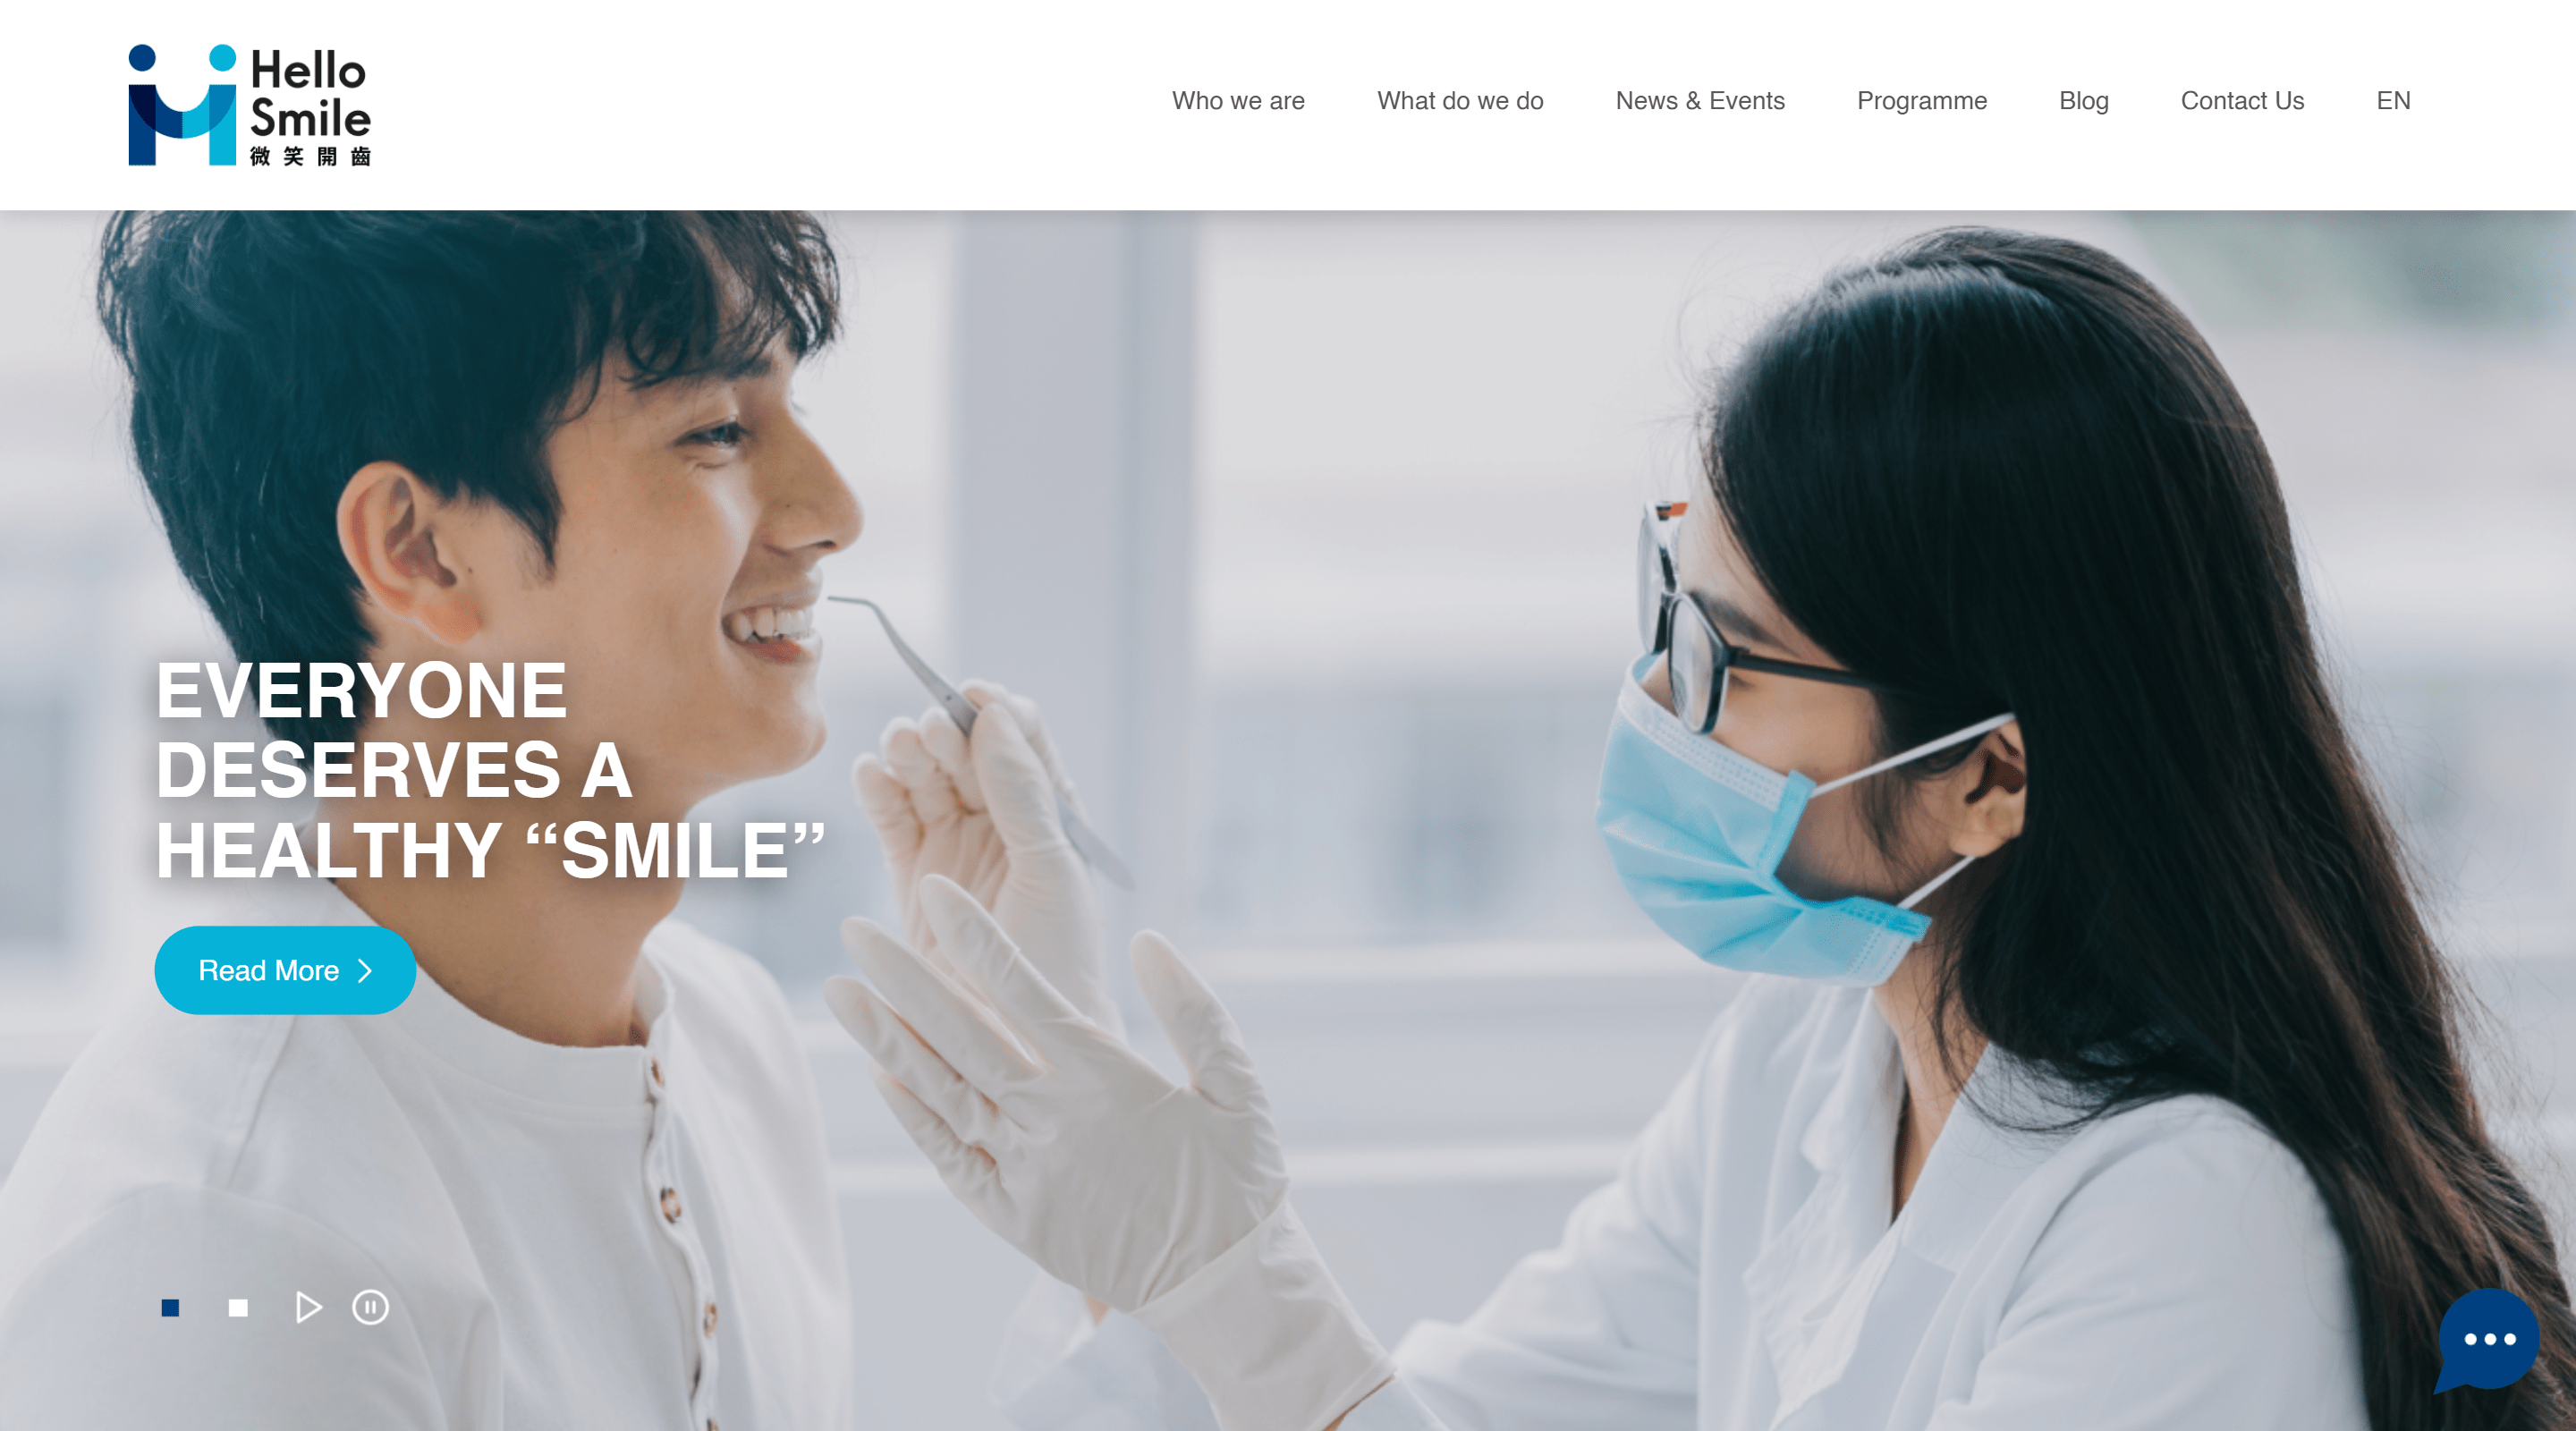 Hello
Smile
微笑開齒
Who we are
What do we do
News & Events
Programme
Blog
Contact Us
EN
EVERYONE
DESERVES A
HEALTHY “SMILE”
Read More